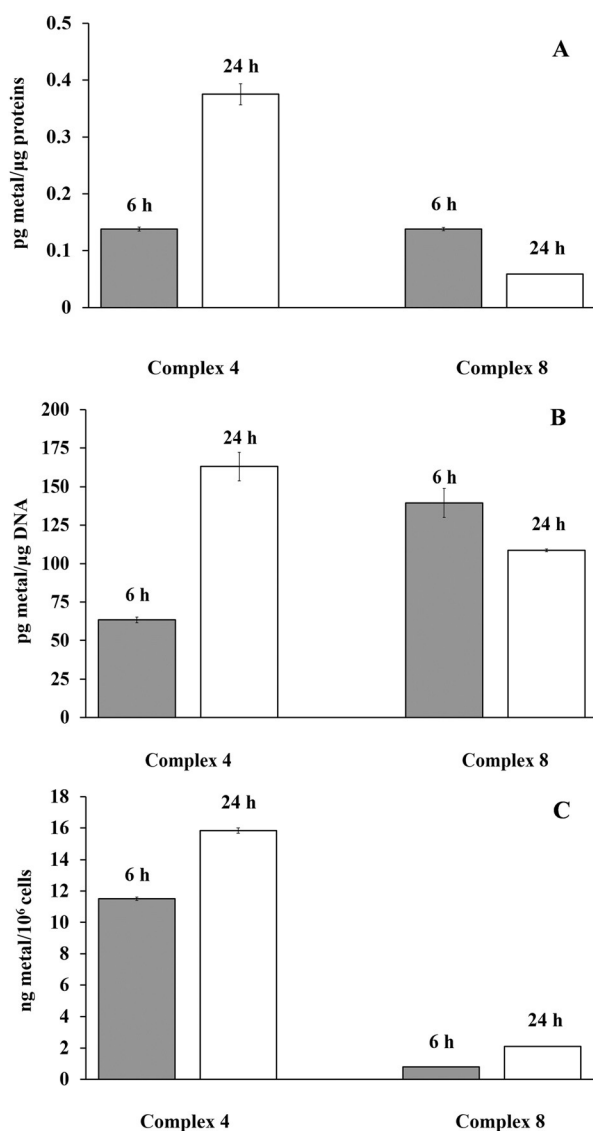 A
pg metal/µg proteins
0.5
0.4
0.3
0.2
0.1
0
6 h
24 h
6 h
24 h
Complex 4
Complex 8
B
pg metal/µg DNA
200
175
150
125
100
75
50
25
0
6 h
24 h
6 h
24 h
Complex 4
Complex 8
C
ng metal/10⁶ cells
18
16
14
12
10
8
6
4
2
0
6 h
24 h
6 h
24 h
Complex 4
Complex 8